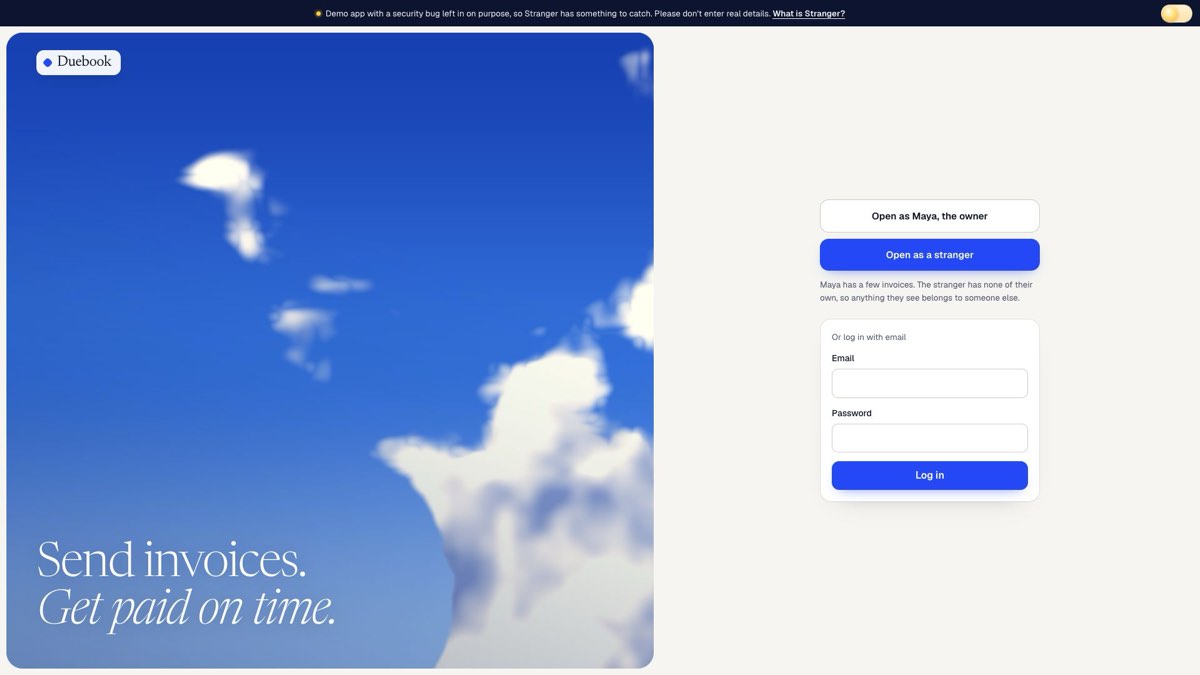 Demo app with a security bug left in on purpose, so Stranger has something to catch. Please don't enter real details. What is Stranger?
Duebook
Send invoices.
Get paid on time.
Open as Maya, the owner
Open as a stranger
Maya has a few invoices. The stranger has none of their
own, so anything they see belongs to someone else.
Or log in with email
Email
Password
Log in